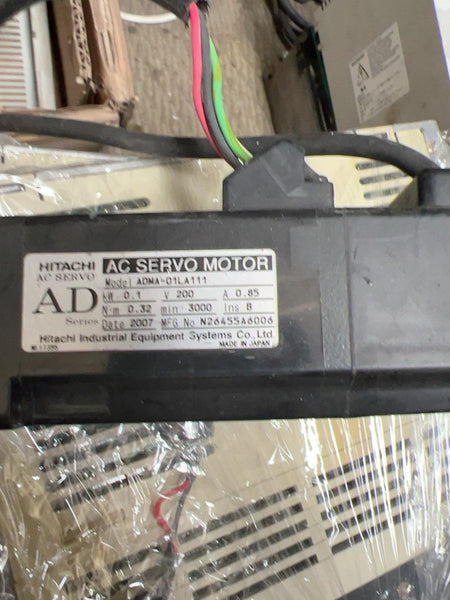 HITACHI AC SERVO MOTOR
AC SERVO Model ADMA-01LA111
AD kW 0.1 V 200 A 0.85
N·m 0.32 min⁻ 3000 Ins B
Series Date 2007 MFG No N26455A6006
Hitachi Industrial Equipment Systems Co.,Ltd.
MADE IN JAPAN